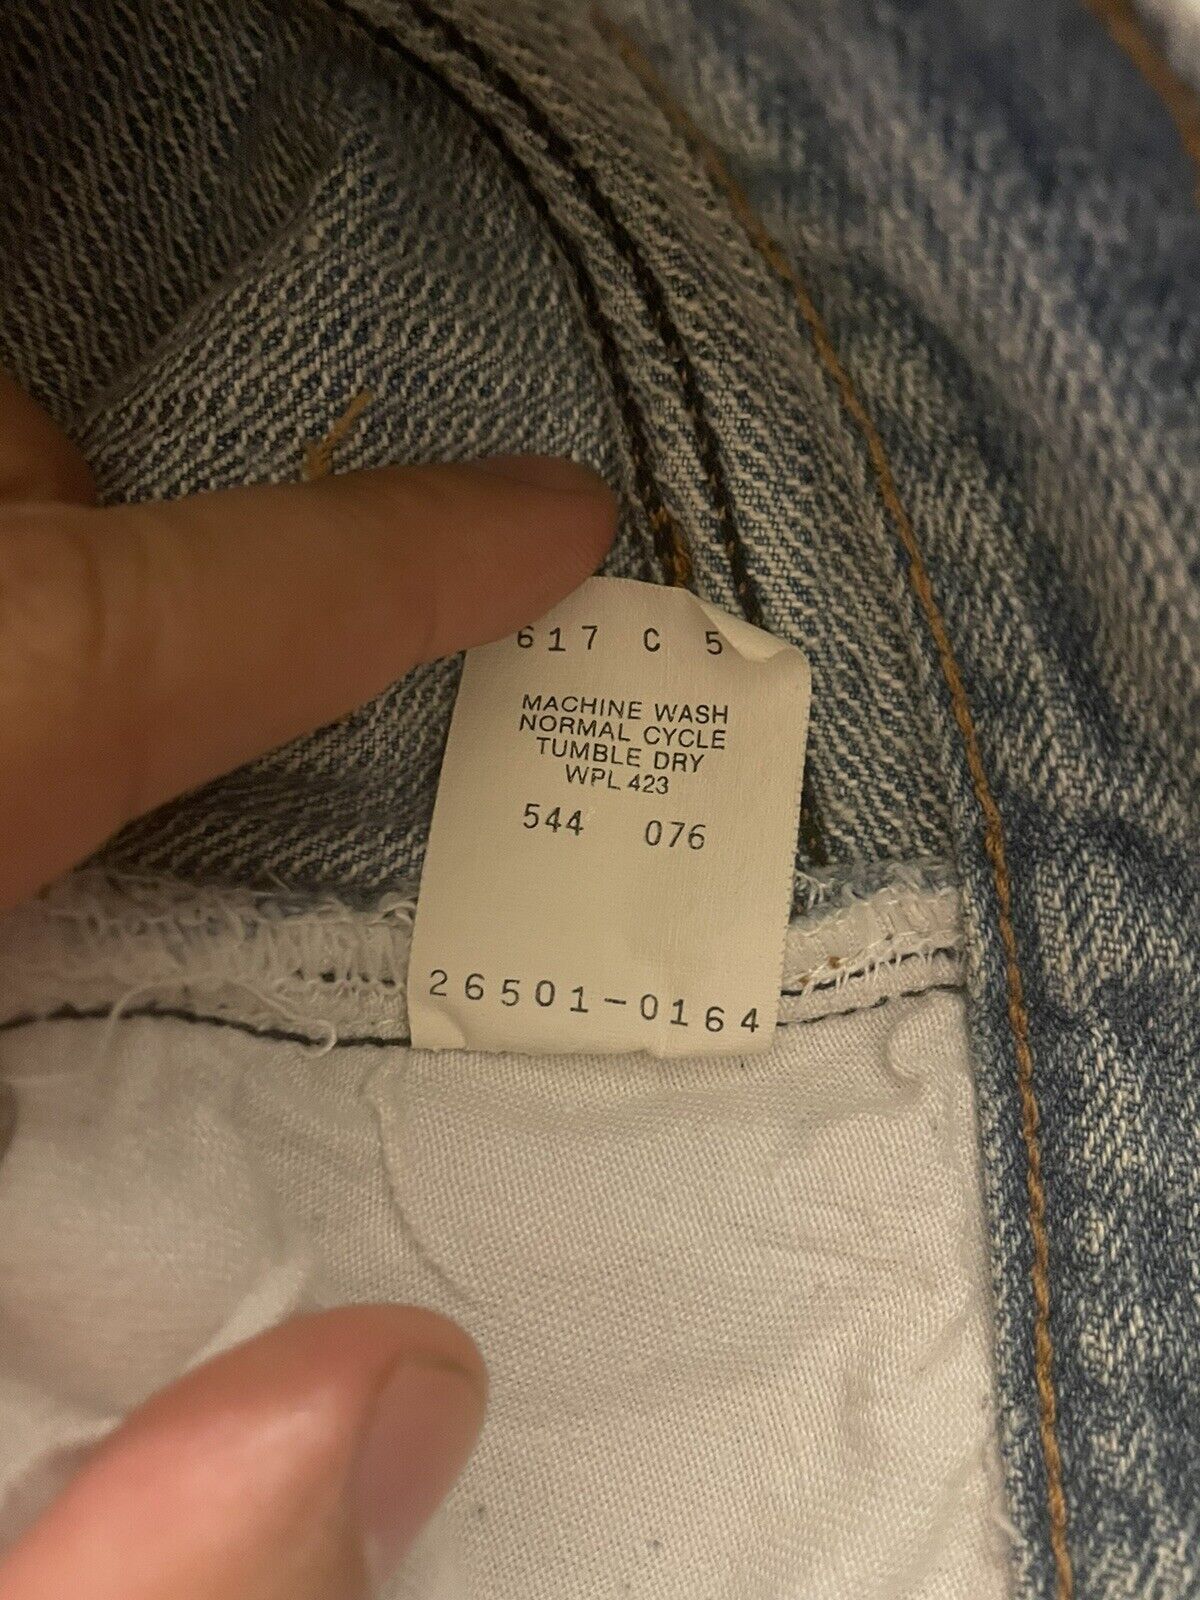 617 C 5
MACHINE WASH
NORMAL CYCLE
TUMBLE DRY
WPL 423
544 076
26501-0164